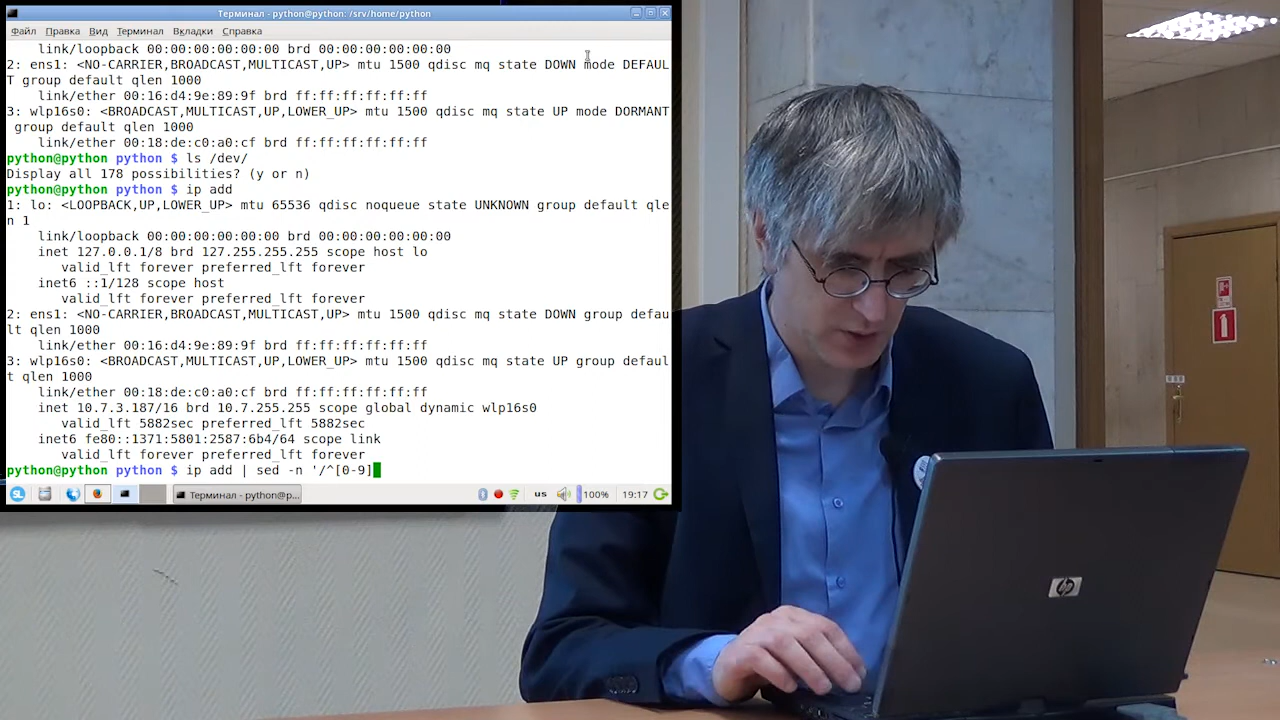 Терминал - python@python: /srv/home/python
Файл Правка Вид Терминал Вкладки Справка
link/loopback 00:00:00:00:00:00 brd 00:00:00:00:00:00
2: ens1: <NO-CARRIER,BROADCAST,MULTICAST,UP> mtu 1500 qdisc mq state DOWN mode DEFAUL
T group default qlen 1000
link/ether 00:16:d4:9e:89:9f brd ff:ff:ff:ff:ff:ff
3: wlp16s0: <BROADCAST,MULTICAST,UP,LOWER_UP> mtu 1500 qdisc mq state UP mode DORMANT
group default qlen 1000
link/ether 00:18:de:c0:a0:cf brd ff:ff:ff:ff:ff:ff
python@python python $ ls /dev/
Display all 178 possibilities? (y or n)
python@python python $ ip add
1: lo: <LOOPBACK,UP,LOWER_UP> mtu 65536 qdisc noqueue state UNKNOWN group default qle
n 1
link/loopback 00:00:00:00:00:00 brd 00:00:00:00:00:00
inet 127.0.0.1/8 brd 127.255.255.255 scope host lo
valid_lft forever preferred_lft forever
inet6 ::1/128 scope host
valid_lft forever preferred_lft forever
2: ens1: <NO-CARRIER,BROADCAST,MULTICAST,UP> mtu 1500 qdisc mq state DOWN group defau
lt qlen 1000
link/ether 00:16:d4:9e:89:9f brd ff:ff:ff:ff:ff:ff
3: wlp16s0: <BROADCAST,MULTICAST,UP,LOWER_UP> mtu 1500 qdisc mq state UP group defaul
t qlen 1000
link/ether 00:18:de:c0:a0:cf brd ff:ff:ff:ff:ff:ff
inet 10.7.3.187/16 brd 10.7.255.255 scope global dynamic wlp16s0
valid_lft 5882sec preferred_lft 5882sec
inet6 fe80::1371:5801:2587:6b4/64 scope link
valid_lft forever preferred_lft forever
python@python python $ ip add | sed -n '/^[0-9]
SL Терминал - python@p... us 100% 19:17
hp